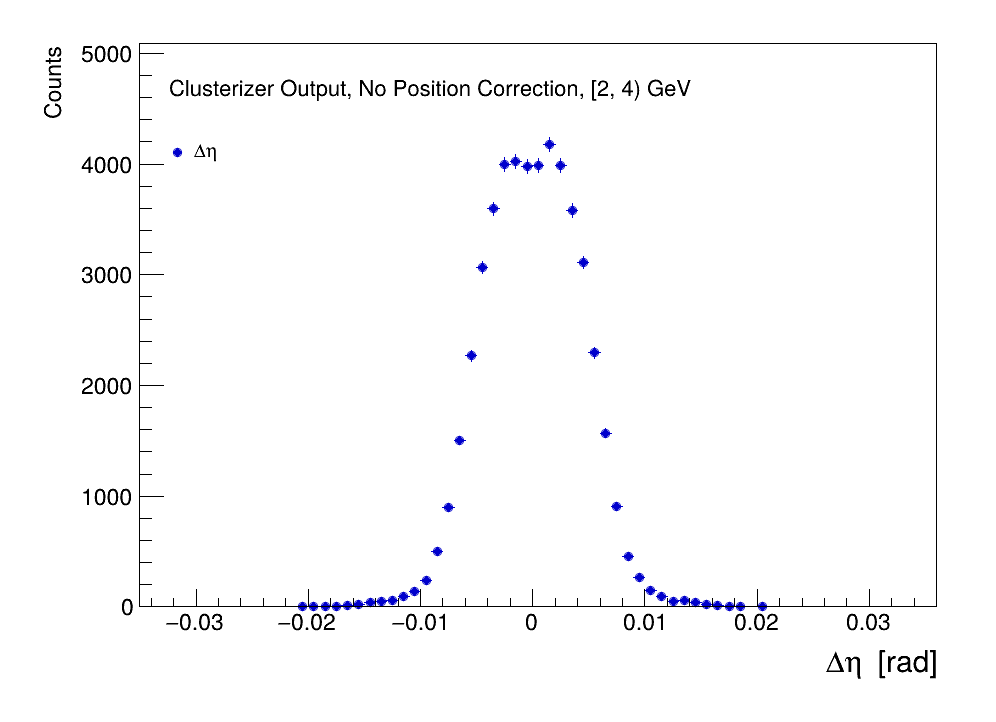 Counts
5000
4000
3000
2000
1000
0
Clusterizer Output, No Position Correction, [2, 4) GeV
Δη
−0.03 −0.02 −0.01 0 0.01 0.02 0.03
Δη [rad]